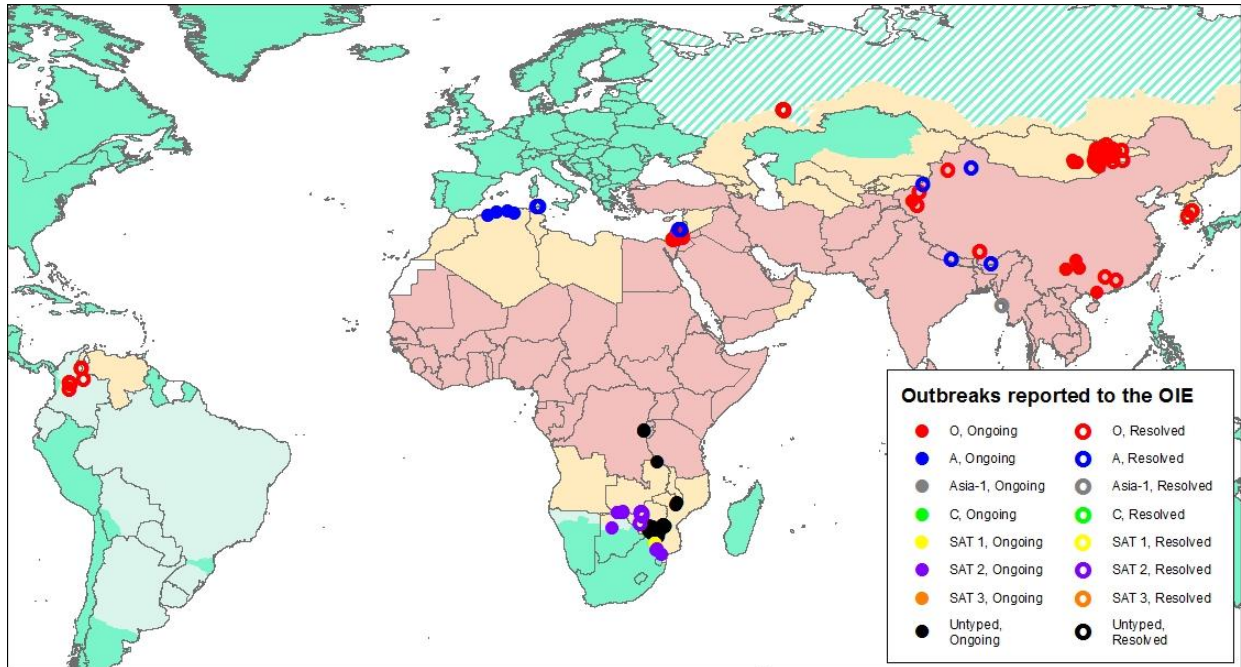 Outbreaks reported to the OIE
O, Ongoing
O, Resolved
A, Ongoing
A, Resolved
Asia-1, Ongoing
Asia-1, Resolved
C, Ongoing
C, Resolved
SAT 1, Ongoing
SAT 1, Resolved
SAT 2, Ongoing
SAT 2, Resolved
SAT 3, Ongoing
SAT 3, Resolved
Untyped,
Ongoing
Untyped,
Resolved